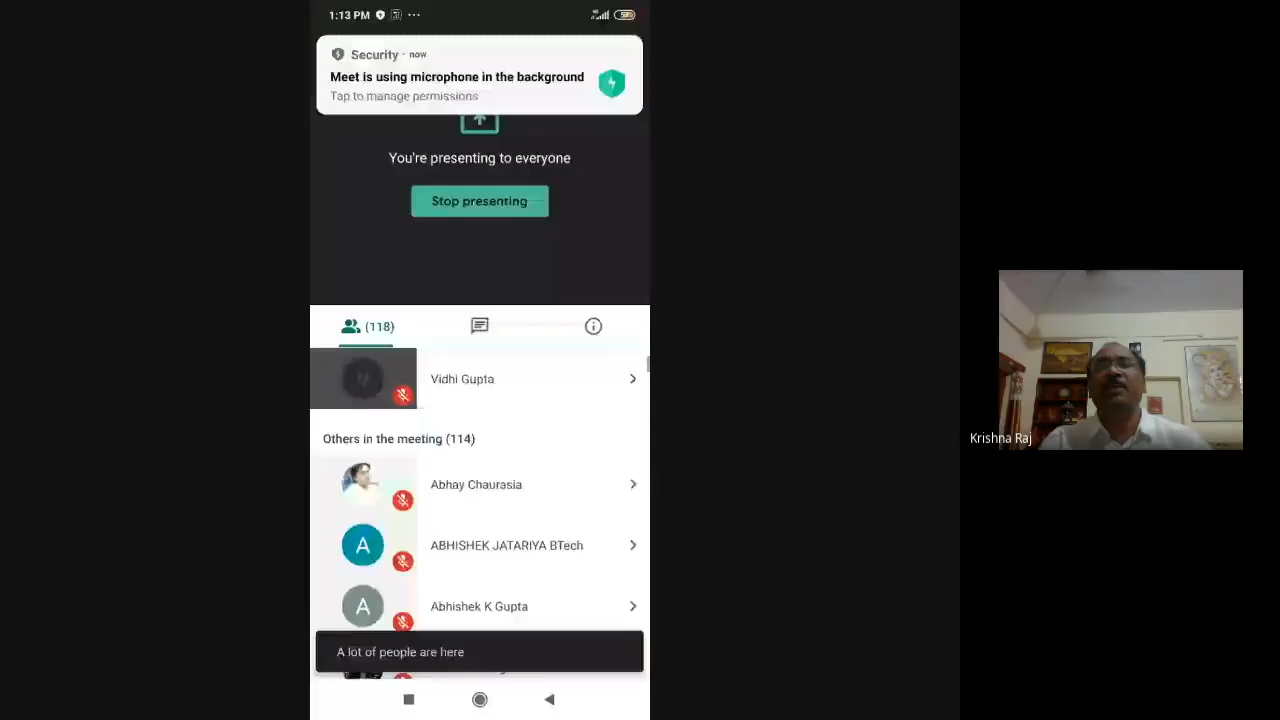 1:13 PM
Security · now
Meet is using microphone in the background
Tap to manage permissions
You're presenting to everyone
Stop presenting
(118)
Vidhi Gupta
Others in the meeting (114)
Abhay Chaurasia
A
ABHISHEK JATARIYA BTech
A
Abhishek K Gupta
A lot of people are here
Krishna Raj